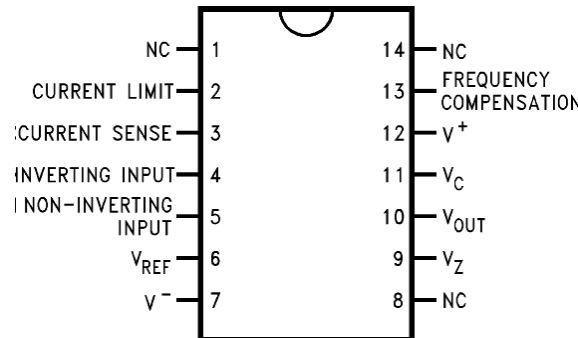 NC 1 14 NC
CURRENT LIMIT 2 13 FREQUENCY
COMPENSATION
CURRENT SENSE 3 12 V+
INVERTING INPUT 4 11 VC
NON-INVERTING 5 10 VOUT
INPUT
VREF 6 9 VZ
V- 7 8 NC